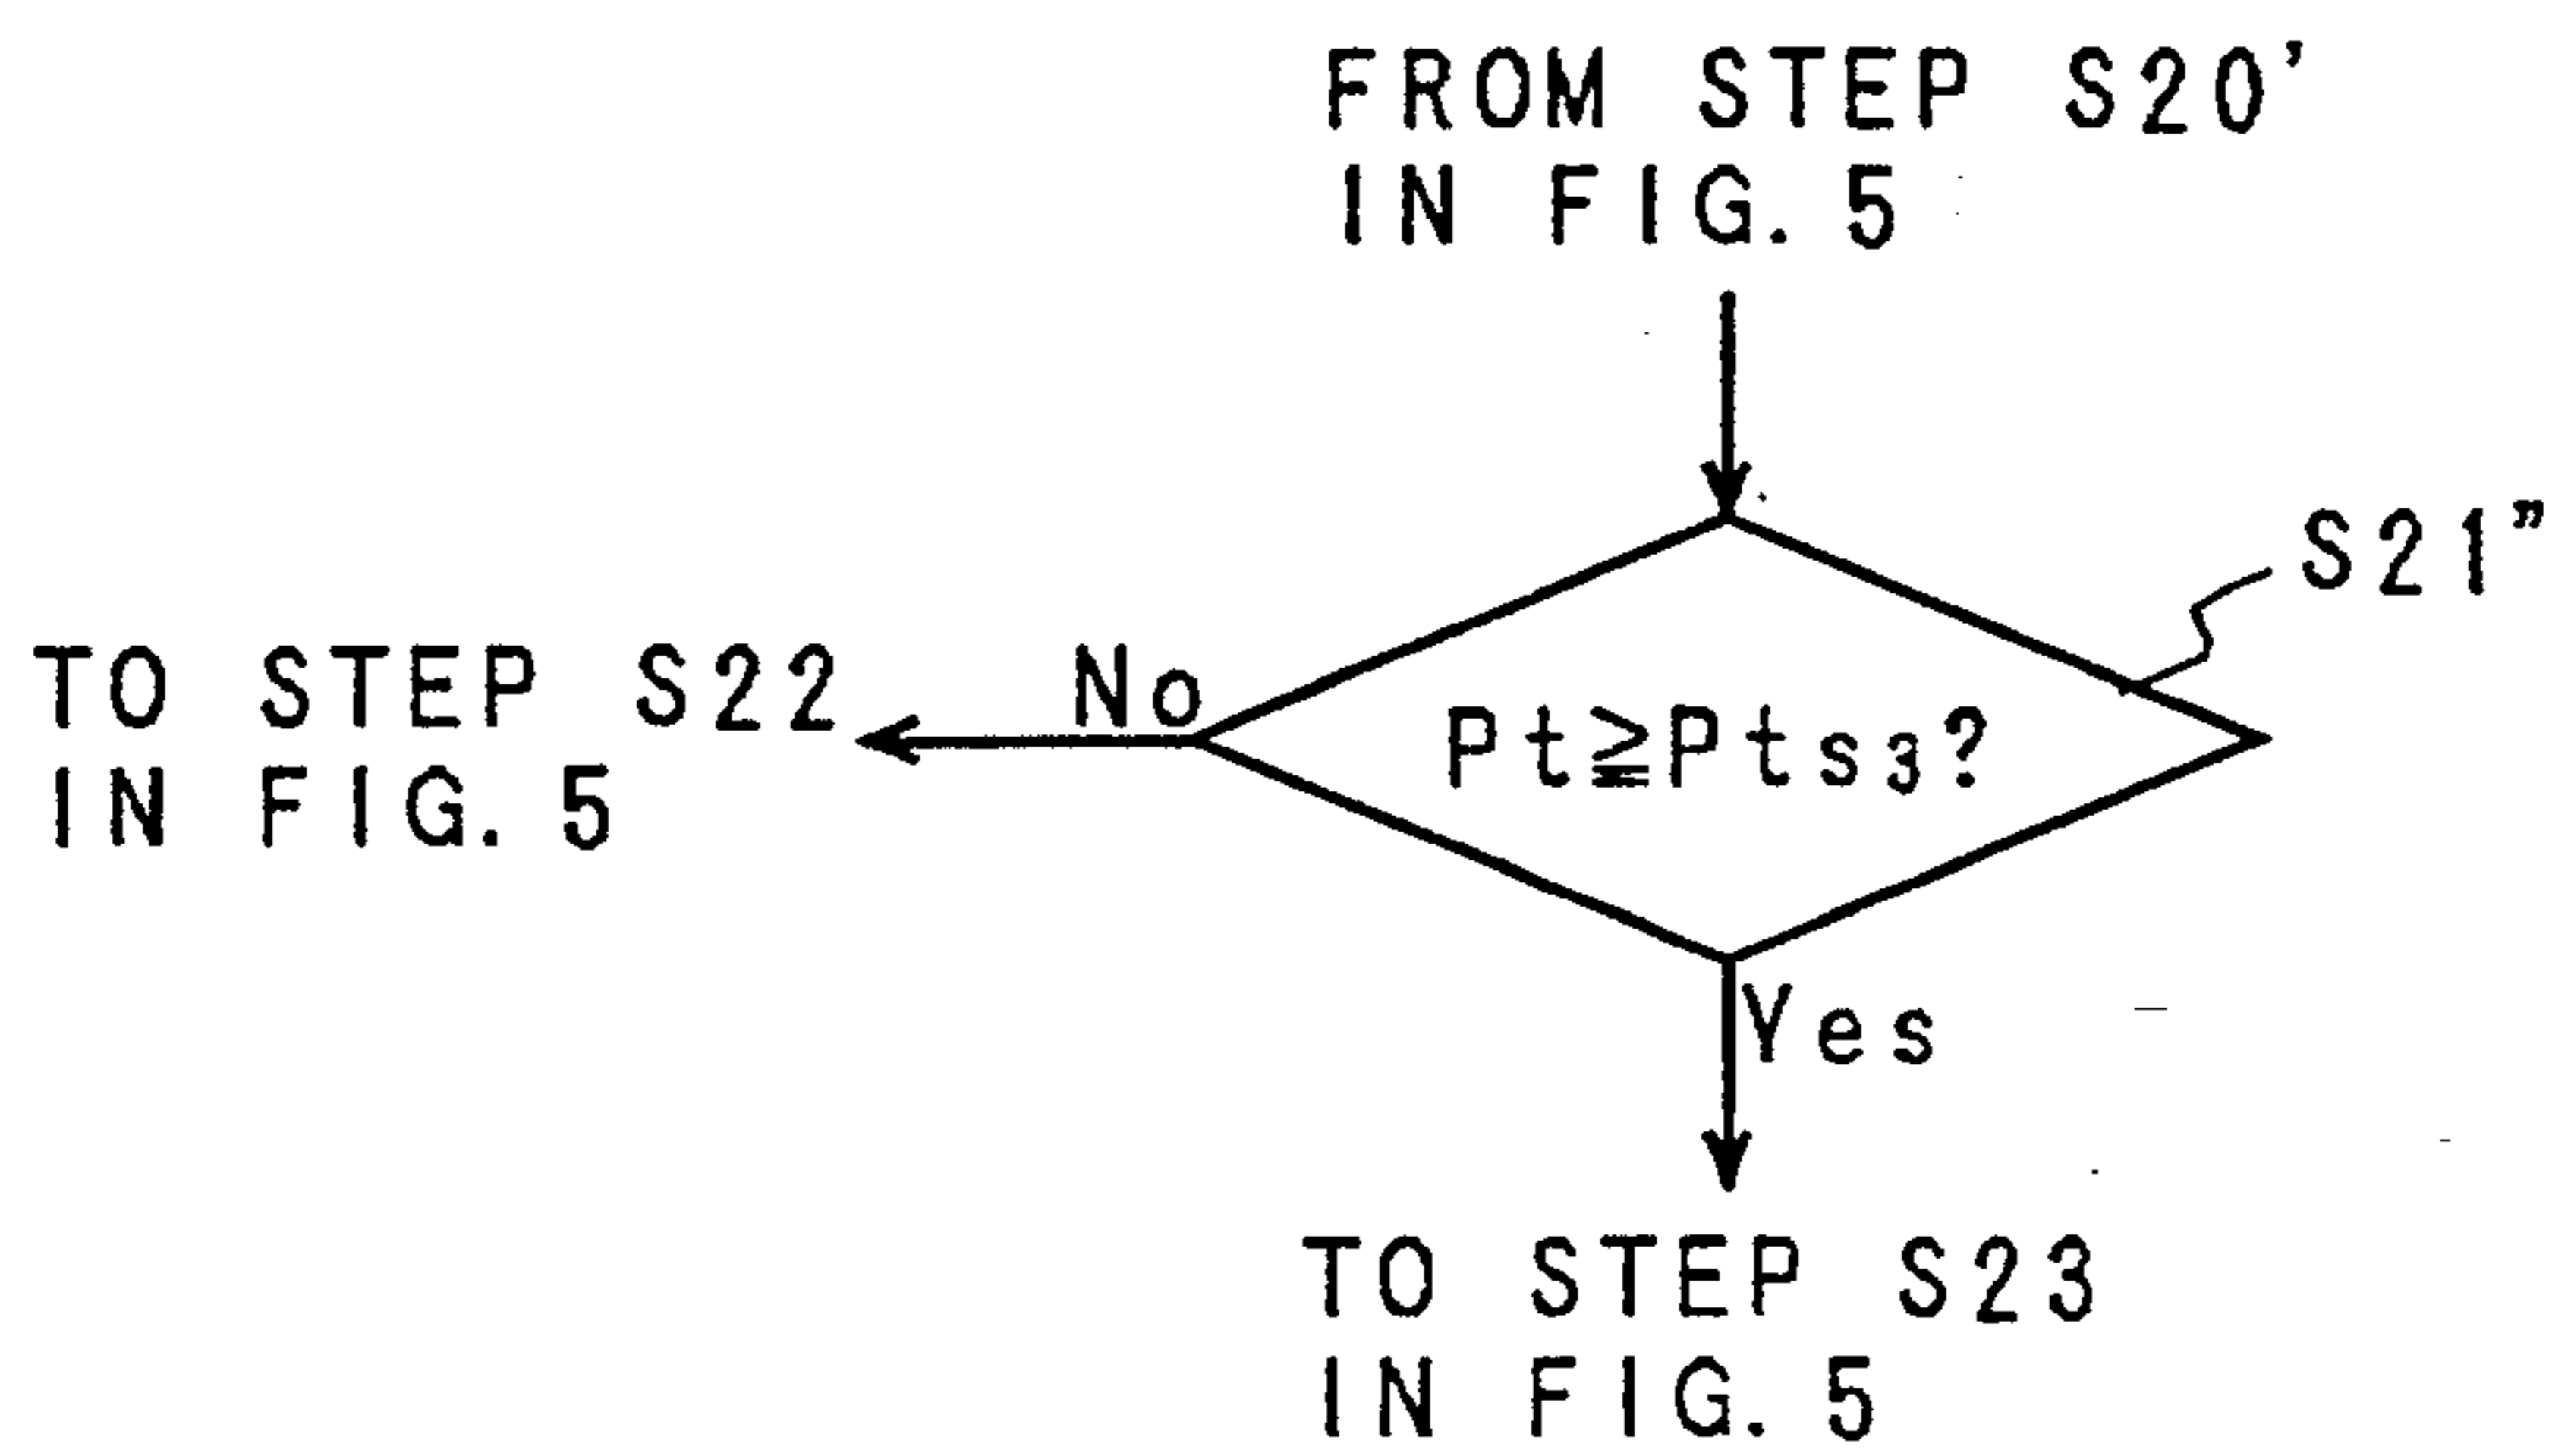 FROM STEP S20'
IN FIG. 5
S21"
TO STEP S22
IN FIG. 5
No
Pt≧Pts3?
Yes
TO STEP S23
IN FIG. 5